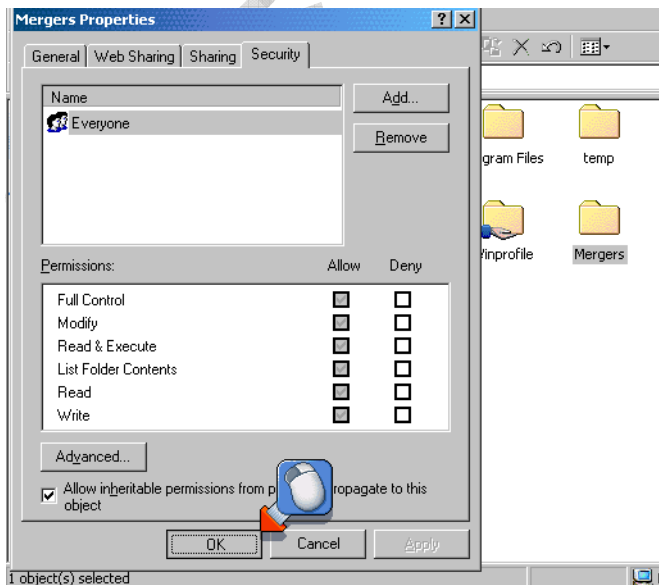 Mergers Properties
General Web Sharing Sharing Security
Name
Add...
Everyone
Remove
gram Files temp
Winprofile Mergers
Permissions: Allow Deny
Full Control
Modify
Read & Execute
List Folder Contents
Read
Write
Advanced...
Allow inheritable permissions from p ropagate to this
object
OK Cancel Apply
1 object(s) selected